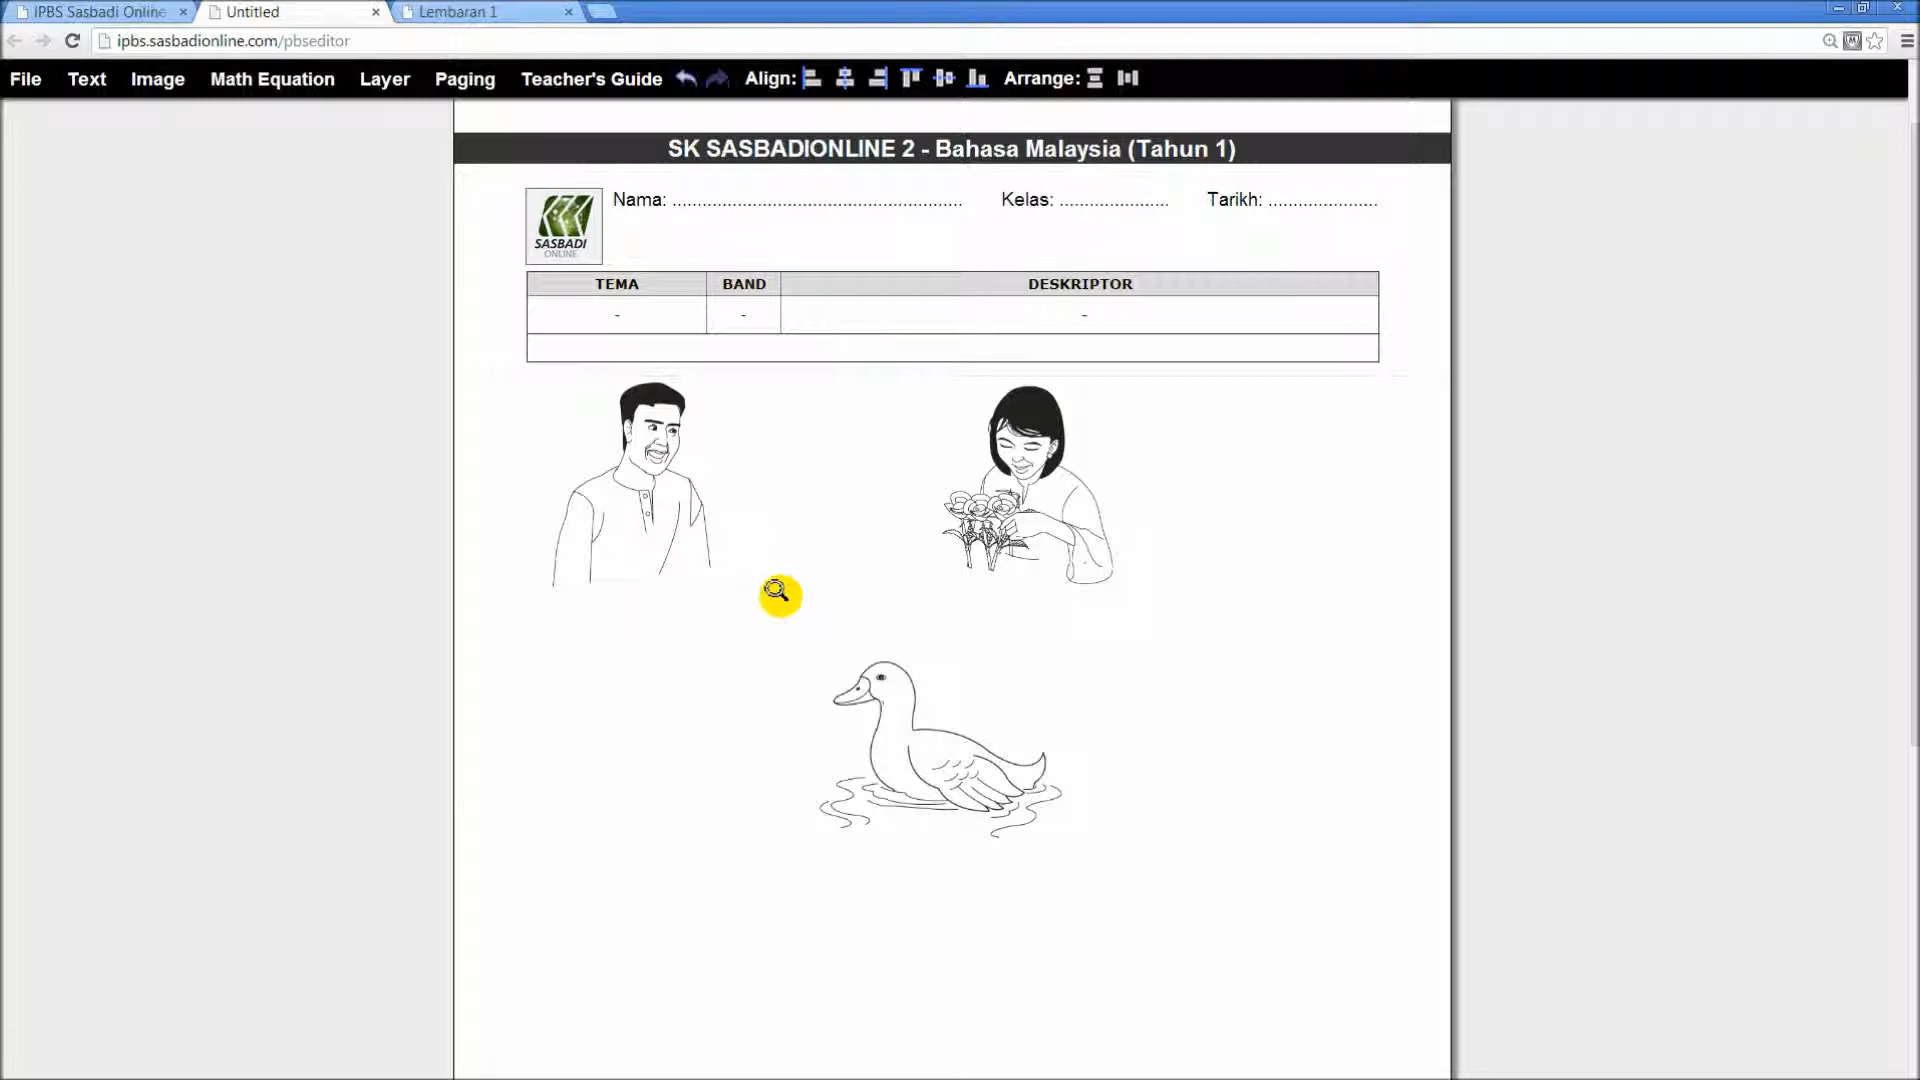 iPBS Sasbadi Online
Untitled
Lembaran 1
ipbs.sasbadionline.com/pbseditor
File Text Image Math Equation Layer Paging Teacher's Guide Align: Arrange:
SK SASBADIONLINE 2 - Bahasa Malaysia (Tahun 1)
Nama: .......................................................... Kelas: ...................... Tarikh: ......................
SASBADI
ONLINE
TEMA BAND DESKRIPTOR
- - -